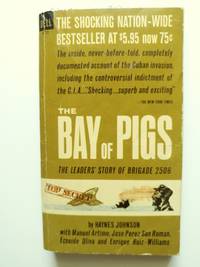 DELL
THE SHOCKING NATION-WIDE
BESTSELLER AT $5.95 NOW 75¢
The inside, never-before-told, completely
documented account of the Cuban invasion,
including the controversial indictment of
the C.I.A. "Shocking...superb and exciting"
—THE NEW YORK TIMES
THE
BAY OF PIGS
THE LEADERS' STORY OF BRIGADE 2506
TOP SECRET
by HAYNES JOHNSON
with Manuel Artime, Jose Perez San Roman,
Erneido Oliva and Enrique Ruiz-Williams